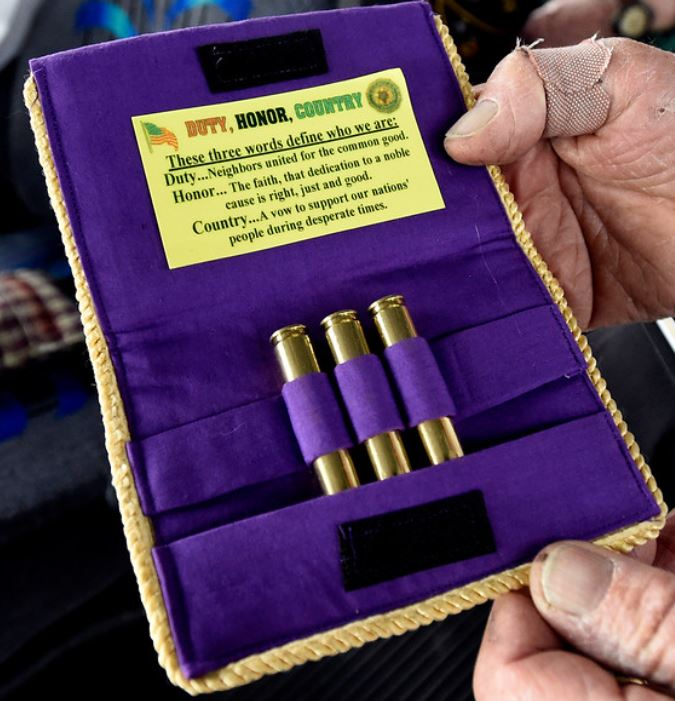 DUTY, HONOR, COUNTRY
These three words define who we are:
Duty...Neighbors united for the common good.
Honor... The faith, that dedication to a noble
cause is right, just and good.
Country...A vow to support our nations'
people during desperate times.